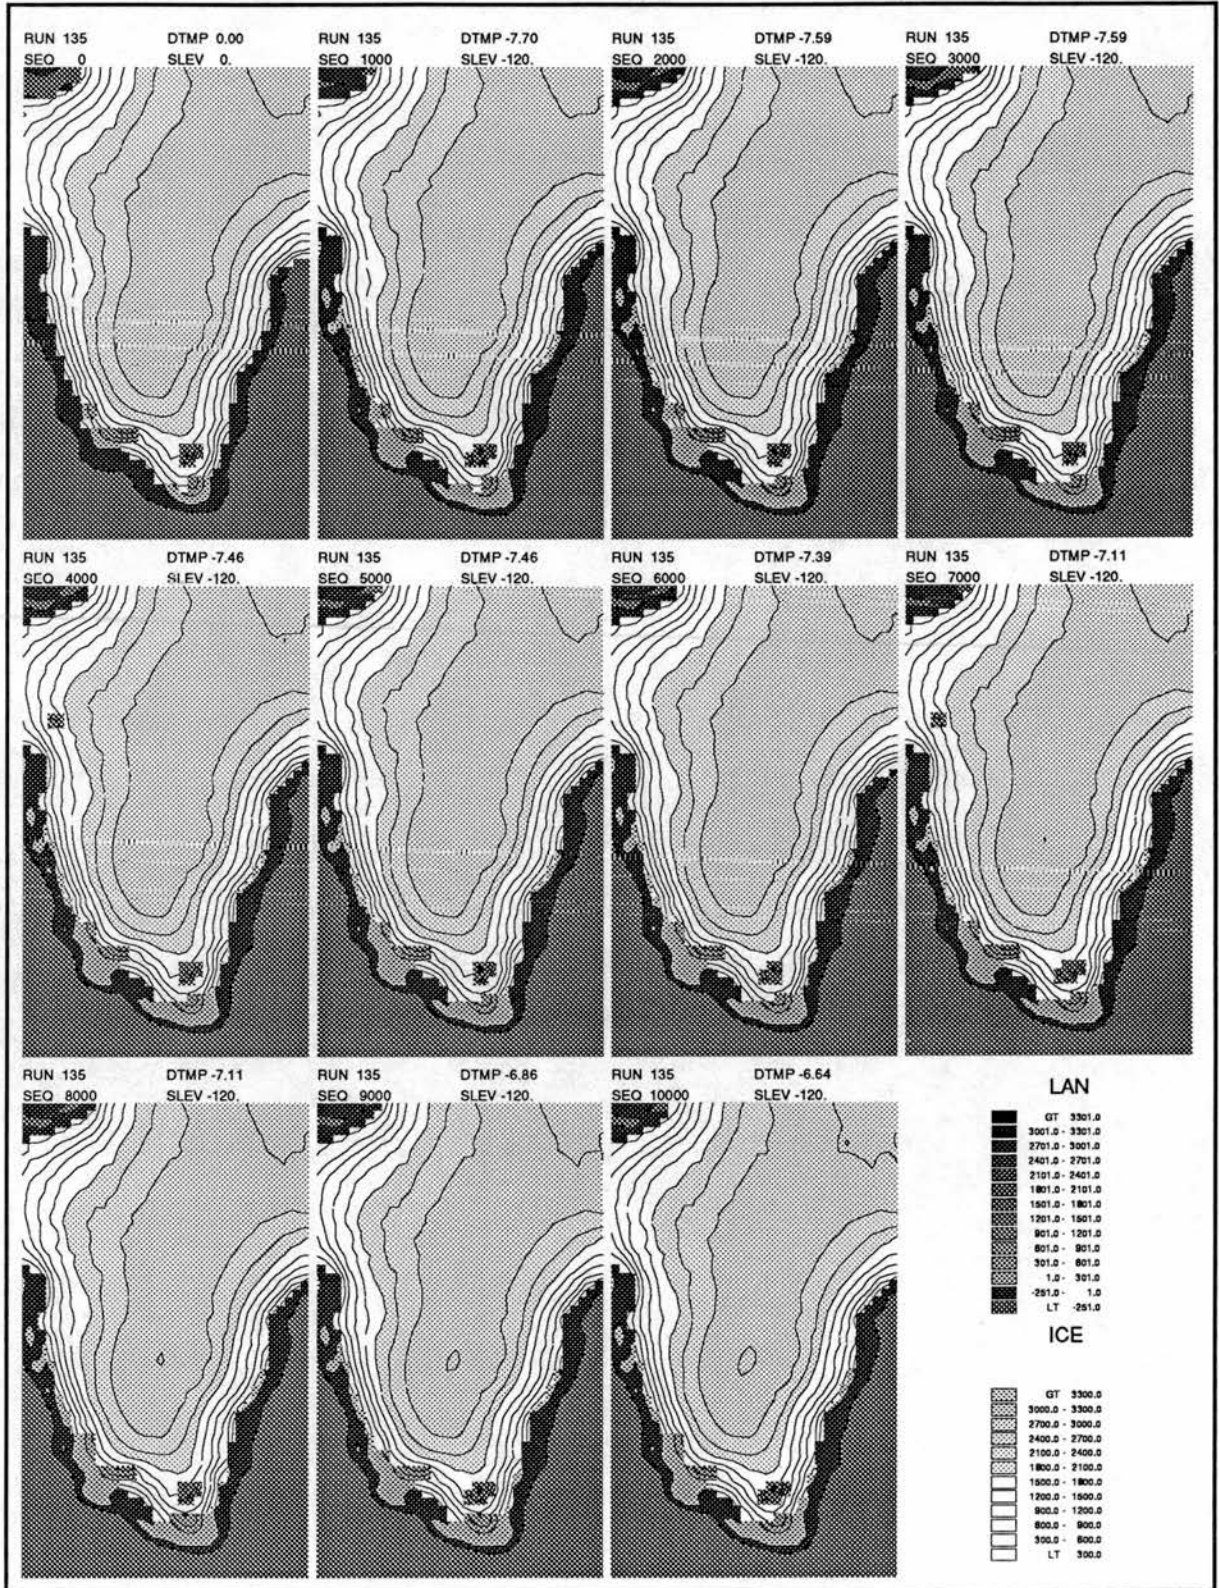 RUN 135 DTMP 0.00
SEQ 0 SLEV 0.
RUN 135 DTMP -7.70
SEQ 1000 SLEV -120.
RUN 135 DTMP -7.59
SEQ 2000 SLEV -120.
RUN 135 DTMP -7.59
SEQ 3000 SLEV -120.
RUN 135 DTMP -7.46
SEQ 4000 SLEV -120.
RUN 135 DTMP -7.46
SEQ 5000 SLEV -120.
RUN 135 DTMP -7.39
SEQ 6000 SLEV -120.
RUN 135 DTMP -7.11
SEQ 7000 SLEV -120.
RUN 135 DTMP -7.11
SEQ 8000 SLEV -120.
RUN 135 DTMP -6.86
SEQ 9000 SLEV -120.
RUN 135 DTMP -6.64
SEQ 10000 SLEV -120.
LAN
GT 3301.0
3001.0 - 3301.0
2701.0 - 3001.0
2401.0 - 2701.0
2101.0 - 2401.0
1801.0 - 2101.0
1501.0 - 1801.0
1201.0 - 1501.0
901.0 - 1201.0
601.0 - 901.0
301.0 - 601.0
1.0 - 301.0
-251.0 - 1.0
LT -251.0
ICE
GT 3300.0
3000.0 - 3300.0
2700.0 - 3000.0
2400.0 - 2700.0
2100.0 - 2400.0
1800.0 - 2100.0
1500.0 - 1800.0
1200.0 - 1500.0
900.0 - 1200.0
600.0 - 900.0
300.0 - 600.0
LT 300.0